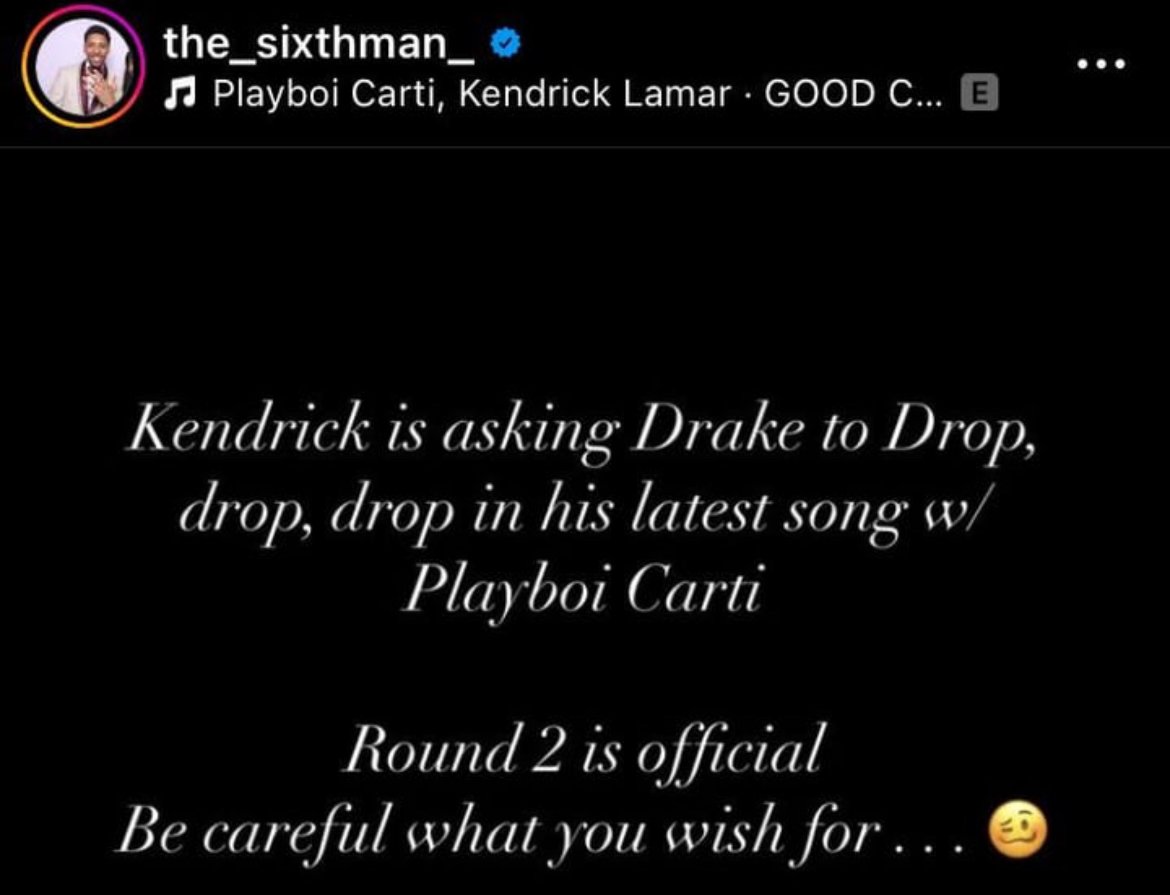 the_sixthman_
Playboi Carti, Kendrick Lamar · GOOD C... E
Kendrick is asking Drake to Drop,
drop, drop in his latest song w/
Playboi Carti
Round 2 is official
Be careful what you wish for . . . 🥴